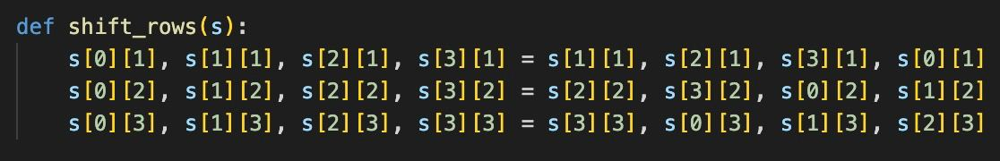 def shift_rows(s):
    s[0][1], s[1][1], s[2][1], s[3][1] = s[1][1], s[2][1], s[3][1], s[0][1]
    s[0][2], s[1][2], s[2][2], s[3][2] = s[2][2], s[3][2], s[0][2], s[1][2]
    s[0][3], s[1][3], s[2][3], s[3][3] = s[3][3], s[0][3], s[1][3], s[2][3]